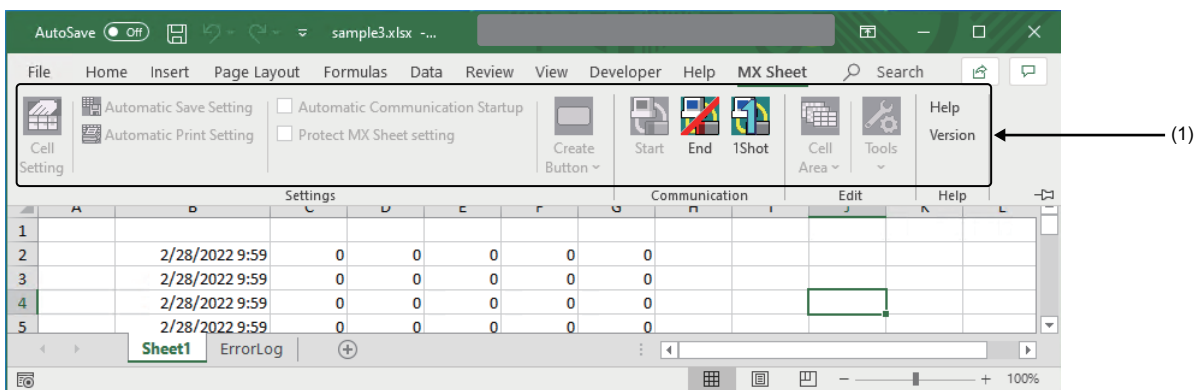 AutoSave Off sample3.xlsx -...
File Home Insert Page Layout Formulas Data Review View Developer Help MX Sheet Search
Automatic Save Setting Automatic Communication Startup Help
Automatic Print Setting Protect MX Sheet setting Version
Cell Setting Create Button Start End 1Shot Cell Area Tools
(1)
Settings Communication Edit Help
A B C D E F G H I J K L
1
2 2/28/2022 9:59 0 0 0 0 0
3 2/28/2022 9:59 0 0 0 0 0
4 2/28/2022 9:59 0 0 0 0 0
5 2/28/2022 9:59 0 0 0 0 0
Sheet1 ErrorLog
100%